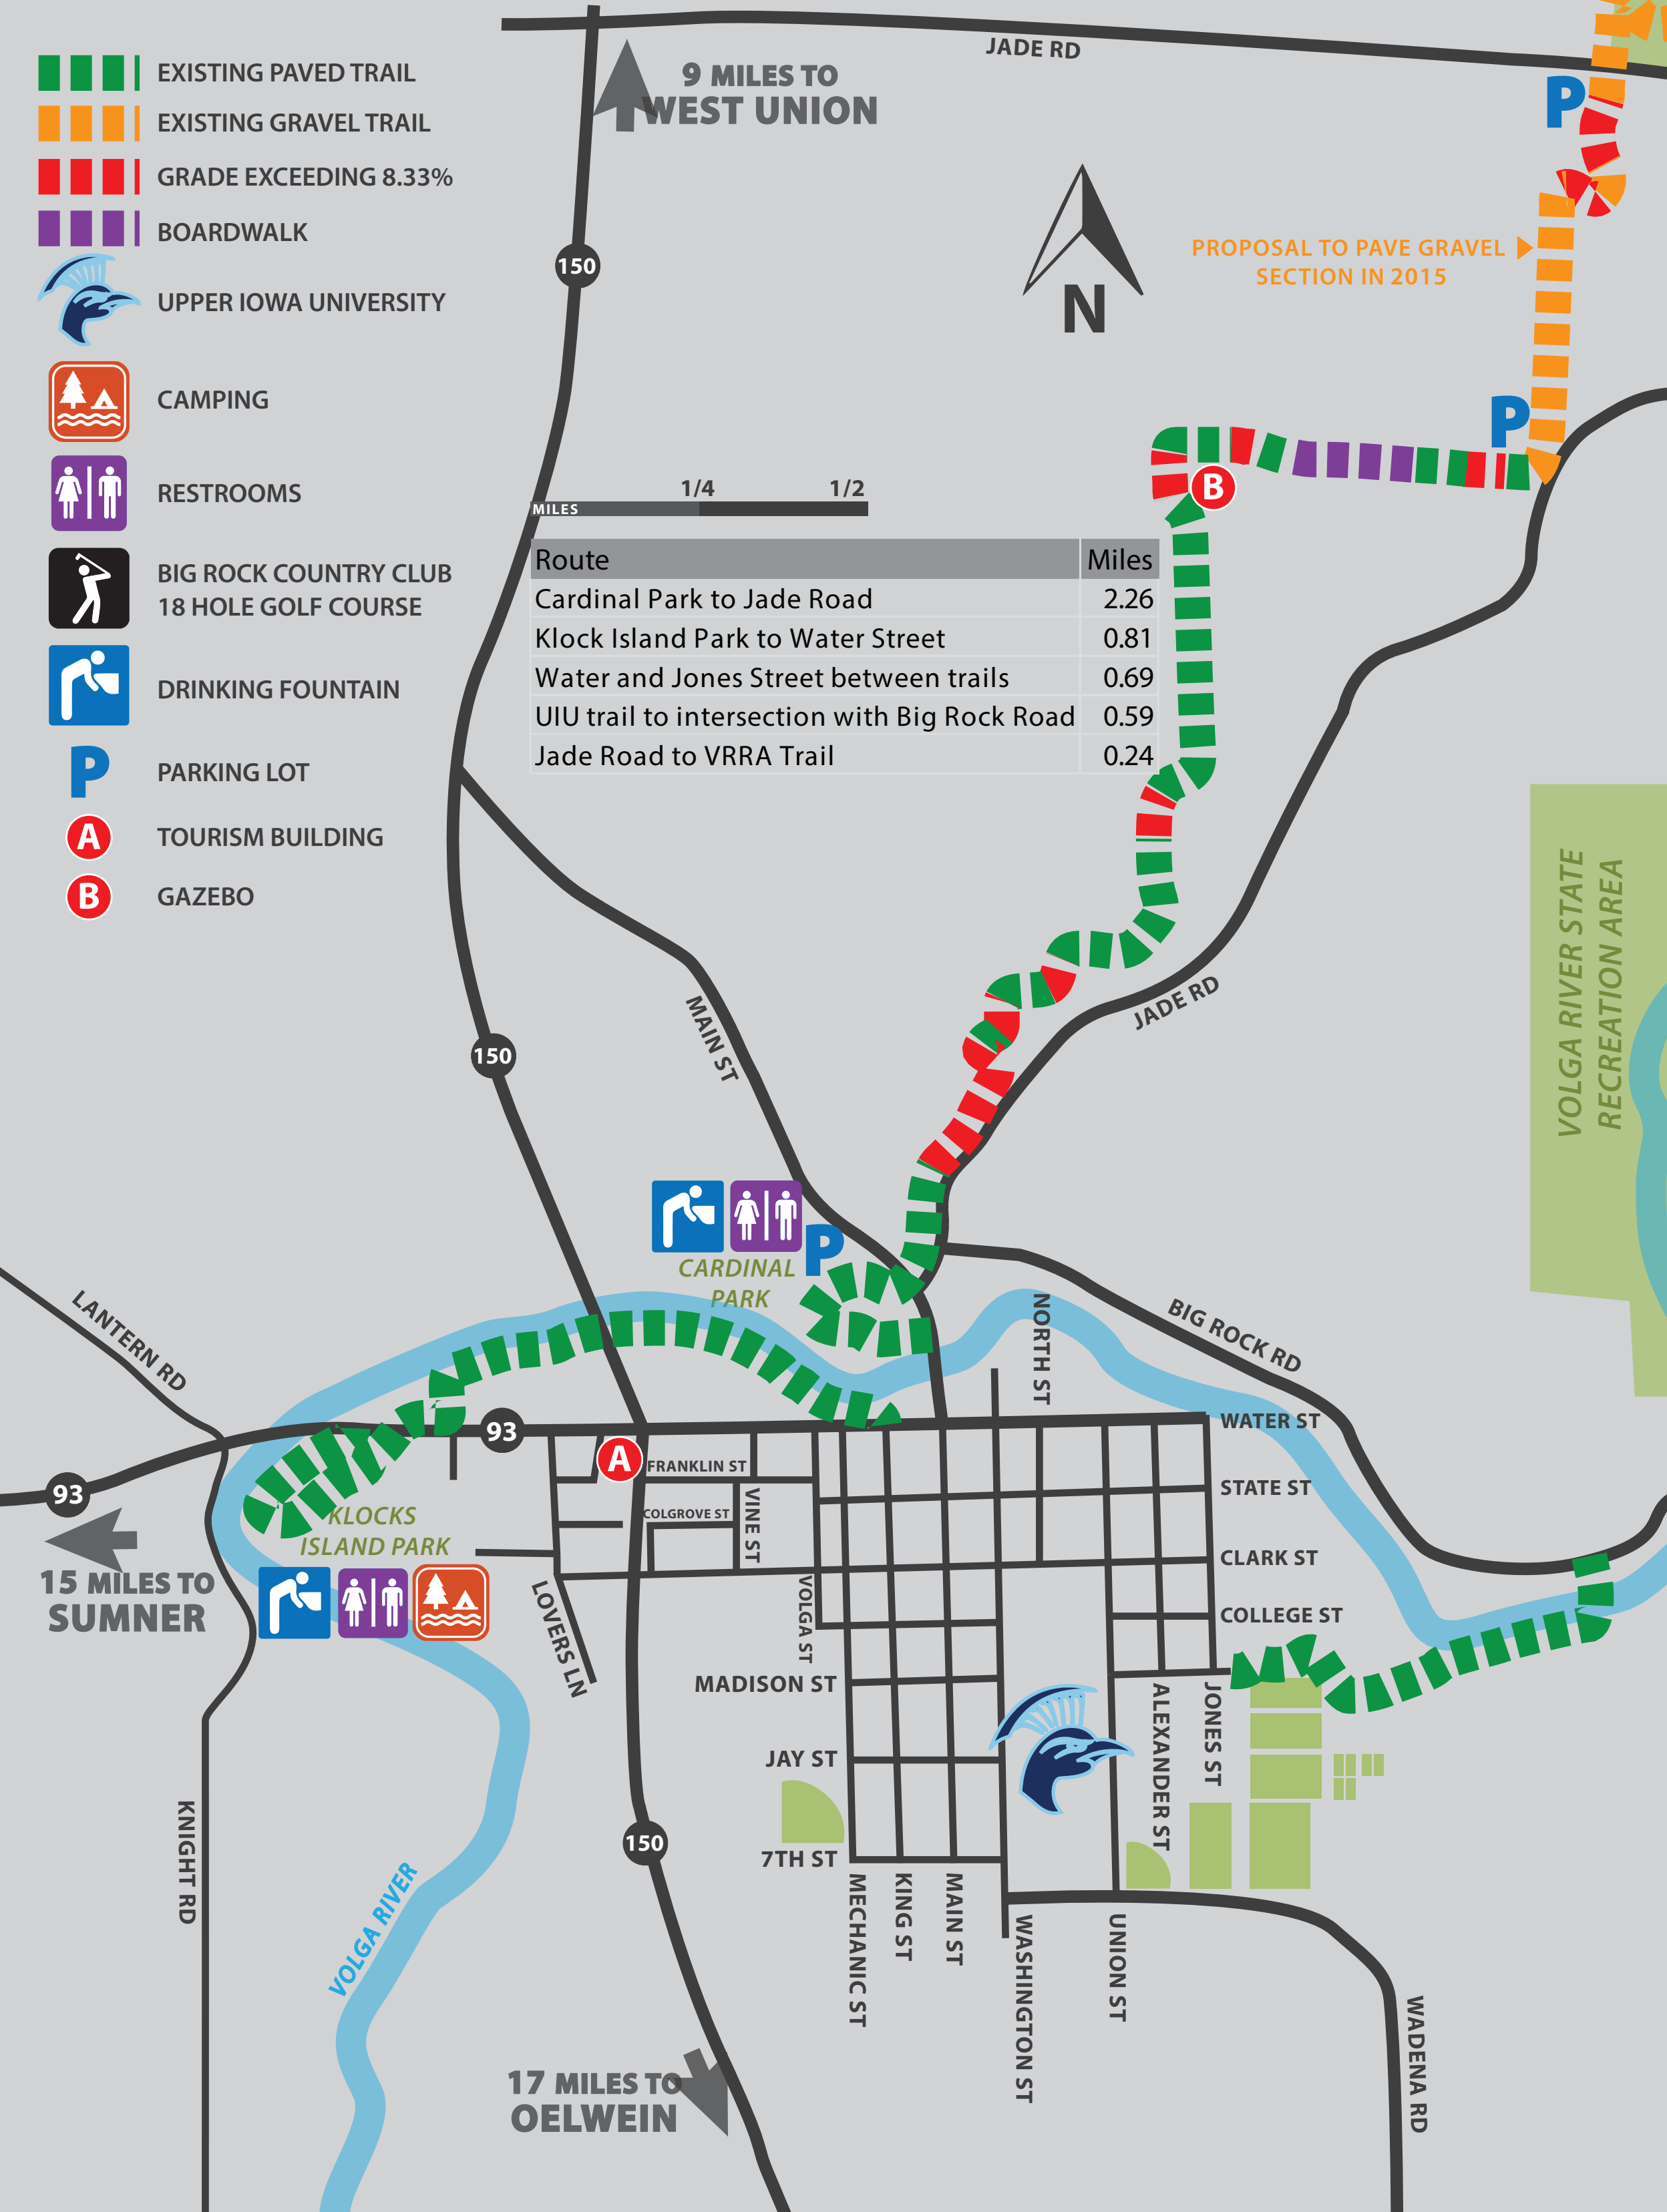 EXISTING PAVED TRAIL
EXISTING GRAVEL TRAIL
GRADE EXCEEDING 8.33%
BOARDWALK
UPPER IOWA UNIVERSITY
CAMPING
RESTROOMS
BIG ROCK COUNTRY CLUB
18 HOLE GOLF COURSE
DRINKING FOUNTAIN
P PARKING LOT
A TOURISM BUILDING
B GAZEBO
JADE RD
9 MILES TO
WEST UNION
150
P
N
PROPOSAL TO PAVE GRAVEL
SECTION IN 2015
P
B
1/4 1/2
MILES
Route Miles
Cardinal Park to Jade Road 2.26
Klock Island Park to Water Street 0.81
Water and Jones Street between trails 0.69
UIU trail to intersection with Big Rock Road 0.59
Jade Road to VRRA Trail 0.24
VOLGA RIVER STATE
RECREATION AREA
JADE RD
MAIN ST
150
P
CARDINAL
PARK
LANTERN RD
NORTH ST
BIG ROCK RD
93
WATER ST
A
FRANKLIN ST
93
STATE ST
KLOCKS
ISLAND PARK
COLGROVE ST
VINE ST
CLARK ST
15 MILES TO
SUMNER
LOVERS LN
VOLGA ST
COLLEGE ST
MADISON ST
ALEXANDER ST
JONES ST
JAY ST
KNIGHT RD
150
7TH ST
VOLGA RIVER
MECHANIC ST
KING ST
MAIN ST
WASHINGTON ST
UNION ST
WADENA RD
17 MILES TO
OELWEIN